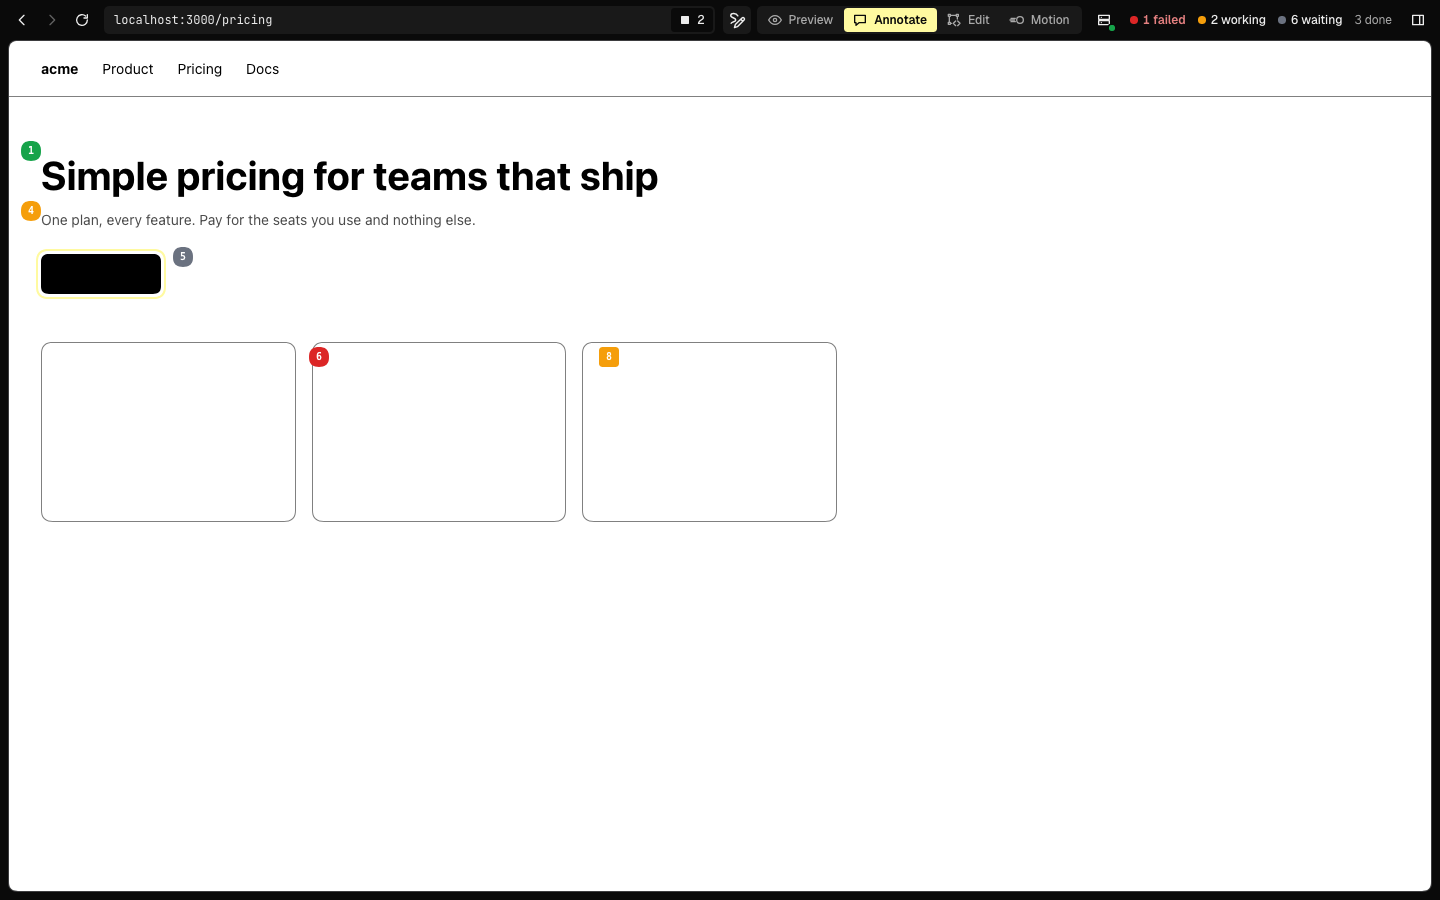 localhost:3000/pricing 2 Preview Annotate Edit Motion 1 failed 2 working 6 waiting 3 done
acme Product Pricing Docs
1
Simple pricing for teams that ship
4
One plan, every feature. Pay for the seats you use and nothing else.
5
6 8